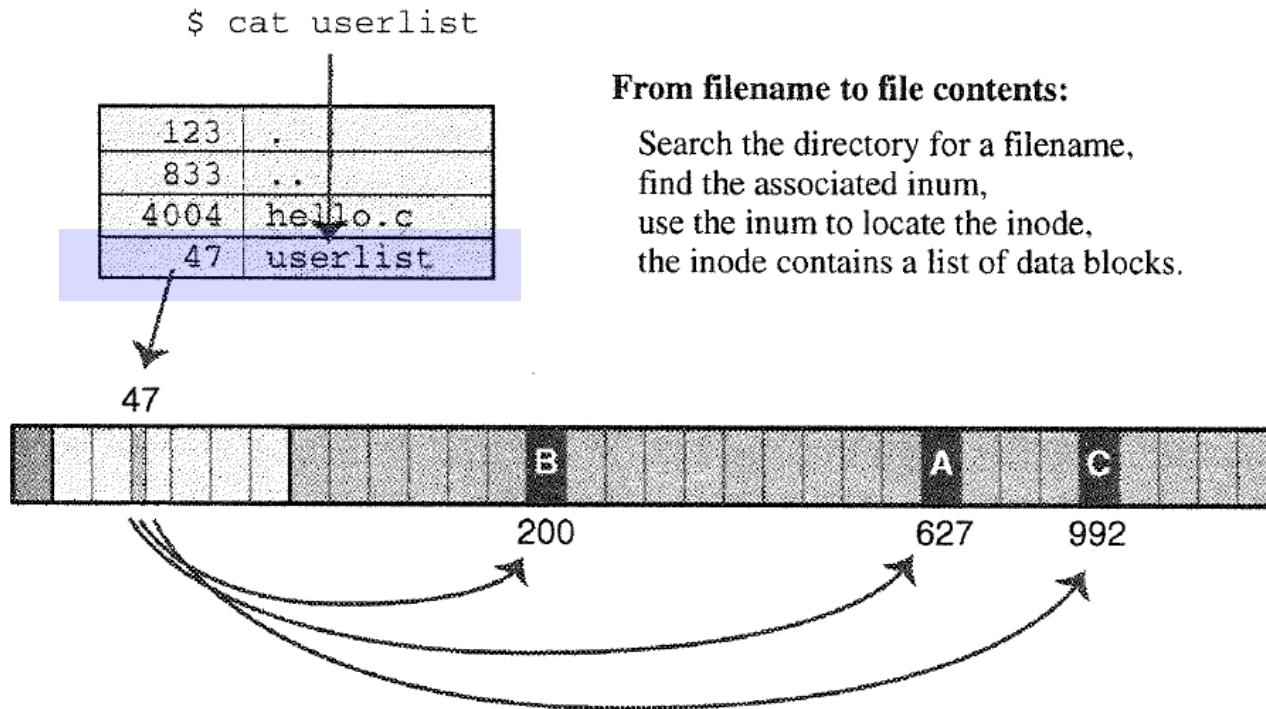 $ cat userlist
From filename to file contents:
Search the directory for a filename,
find the associated inum,
use the inum to locate the inode,
the inode contains a list of data blocks.
123 .
833 ..
4004 hello.c
47 userlist
47
B A C
200 627 992